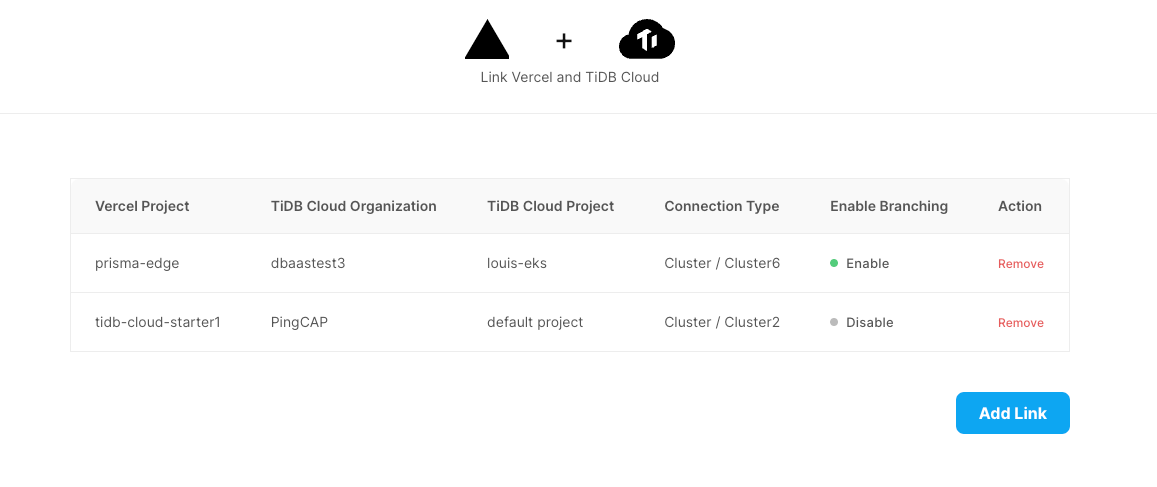 +
Ti
Link Vercel and TiDB Cloud
Vercel Project TiDB Cloud Organization TiDB Cloud Project Connection Type Enable Branching Action
prisma-edge dbaastest3 louis-eks Cluster / Cluster6 Enable Remove
tidb-cloud-starter1 PingCAP default project Cluster / Cluster2 Disable Remove
Add Link